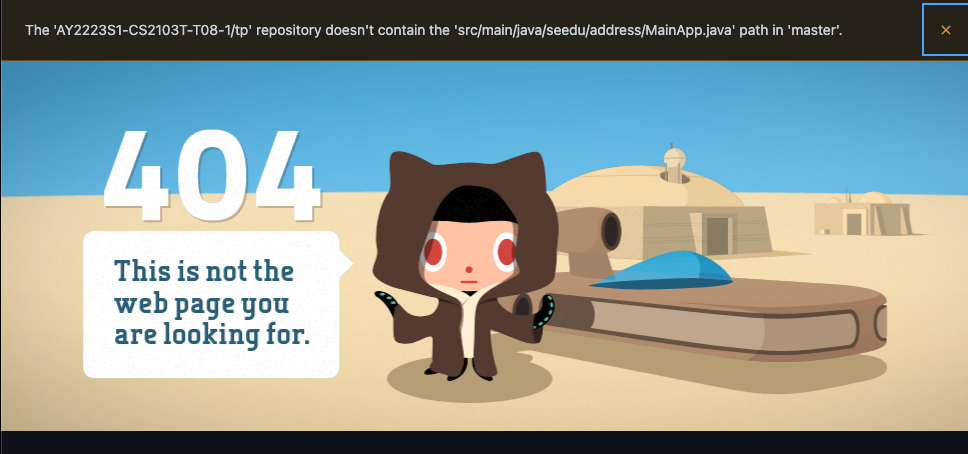 The 'AY2223S1-CS2103T-T08-1/tp' repository doesn't contain the 'src/main/java/seedu/address/MainApp.java' path in 'master'.
404
This is not the
web page you
are looking for.